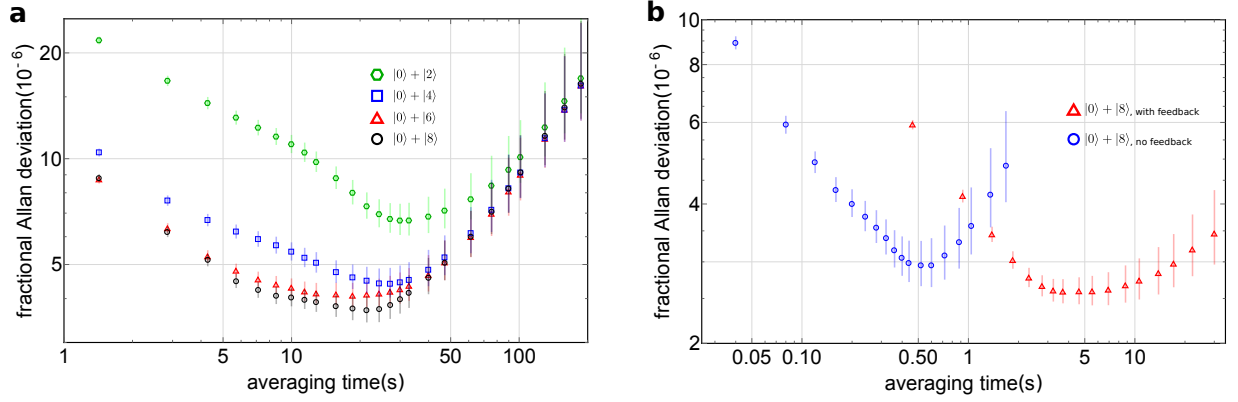 a
fractional Allan deviation(10⁻⁶)
20
10
5
1
5
10
50
100
averaging time(s)
|0⟩ + |2⟩
|0⟩ + |4⟩
|0⟩ + |6⟩
|0⟩ + |8⟩
b
fractional Allan deviation(10⁻⁶)
10
8
6
4
2
0.05
0.10
0.50
1
5
10
averaging time(s)
|0⟩ + |8⟩, with feedback
|0⟩ + |8⟩, no feedback